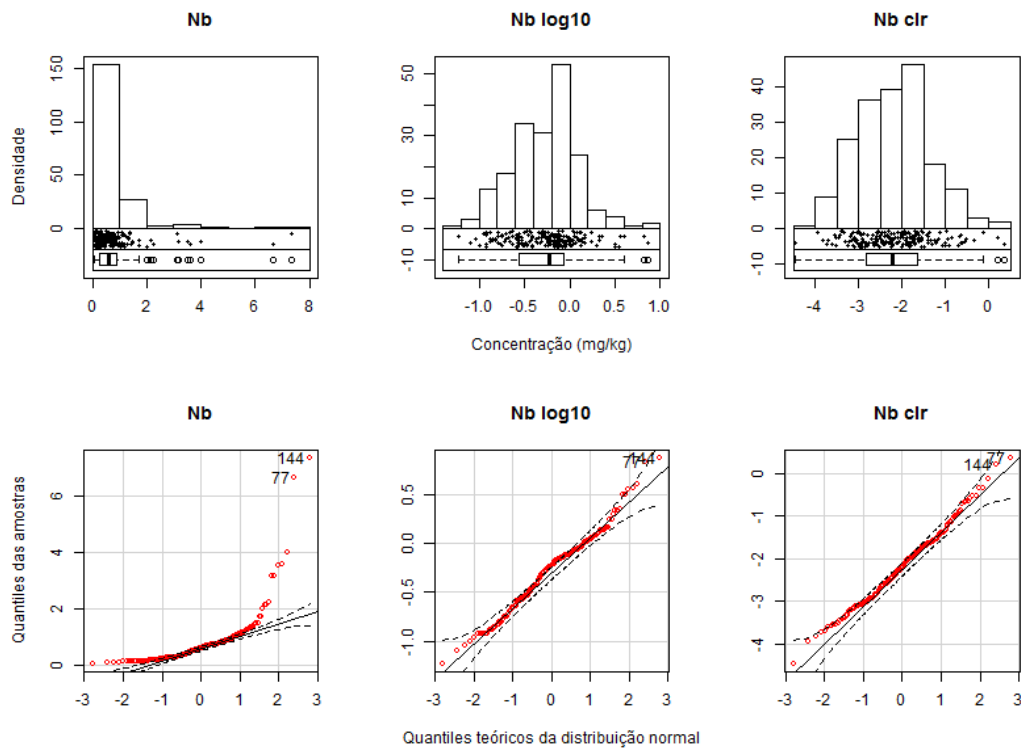 Nb
Nb log10
Nb clr
Densidade
0 50 100 150
0 2 4 6 8
-10 0 10 30 50
-1.0 -0.5 0.0 0.5 1.0
-10 0 10 20 30 40
-4 -3 -2 -1 0
Concentração (mg/kg)
Nb
Nb log10
Nb clr
Quantiles das amostras
0 2 4 6
144
77
-3 -2 -1 0 1 2 3
-1.0 -0.5 0.0 0.5
77
144
-3 -2 -1 0 1 2 3
-4 -3 -2 -1 0
144
77
-3 -2 -1 0 1 2 3
Quantiles teóricos da distribuição normal